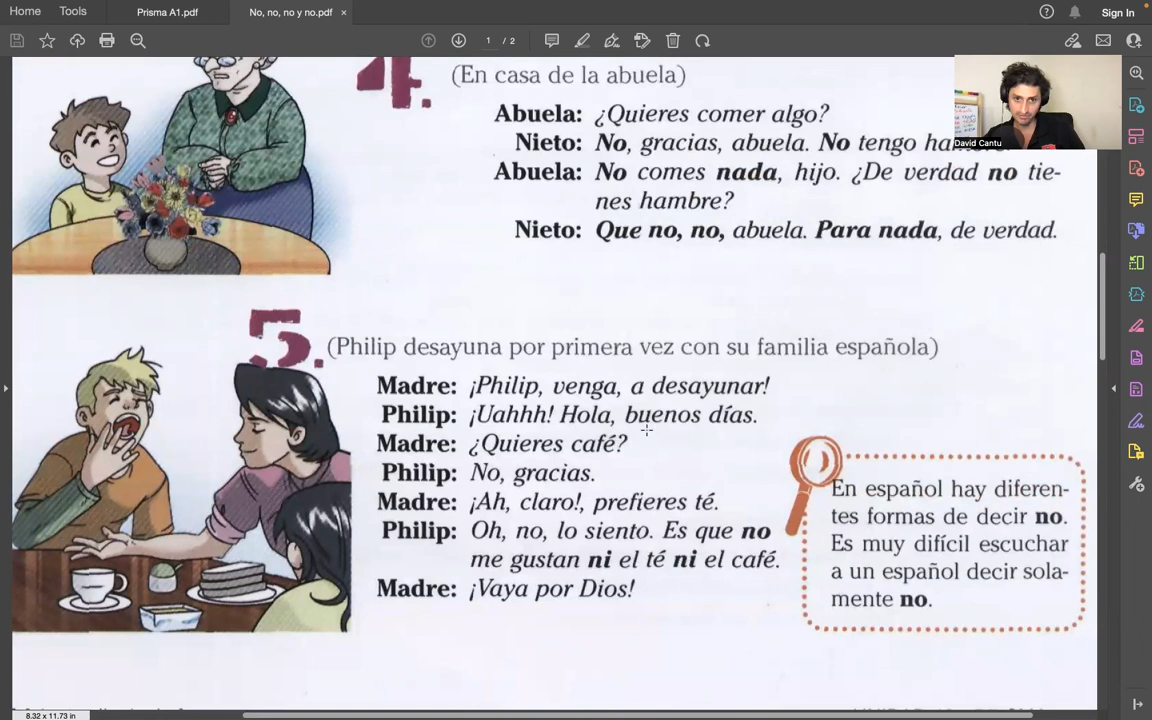 Home
Tools
Prisma A1.pdf
No, no, no y no.pdf ×
Sign In
1 / 2
4.
(En casa de la abuela)
Abuela: ¿Quieres comer algo?
Nieto: No, gracias, abuela. No tengo
Abuela: No comes nada, hijo. ¿De verdad no tie-
nes hambre?
Nieto: Que no, no, abuela. Para nada, de verdad.
David Cantu
5.
(Philip desayuna por primera vez con su familia española)
Madre: ¡Philip, venga, a desayunar!
Philip: ¡Uahhh! Hola, buenos días.
Madre: ¿Quieres café?
Philip: No, gracias.
Madre: ¡Ah, claro!, prefieres té.
Philip: Oh, no, lo siento. Es que no
me gustan ni el té ni el café.
Madre: ¡Vaya por Dios!
En español hay diferen-
tes formas de decir no.
Es muy difícil escuchar
a un español decir sola-
mente no.
8.32 x 11.73 in